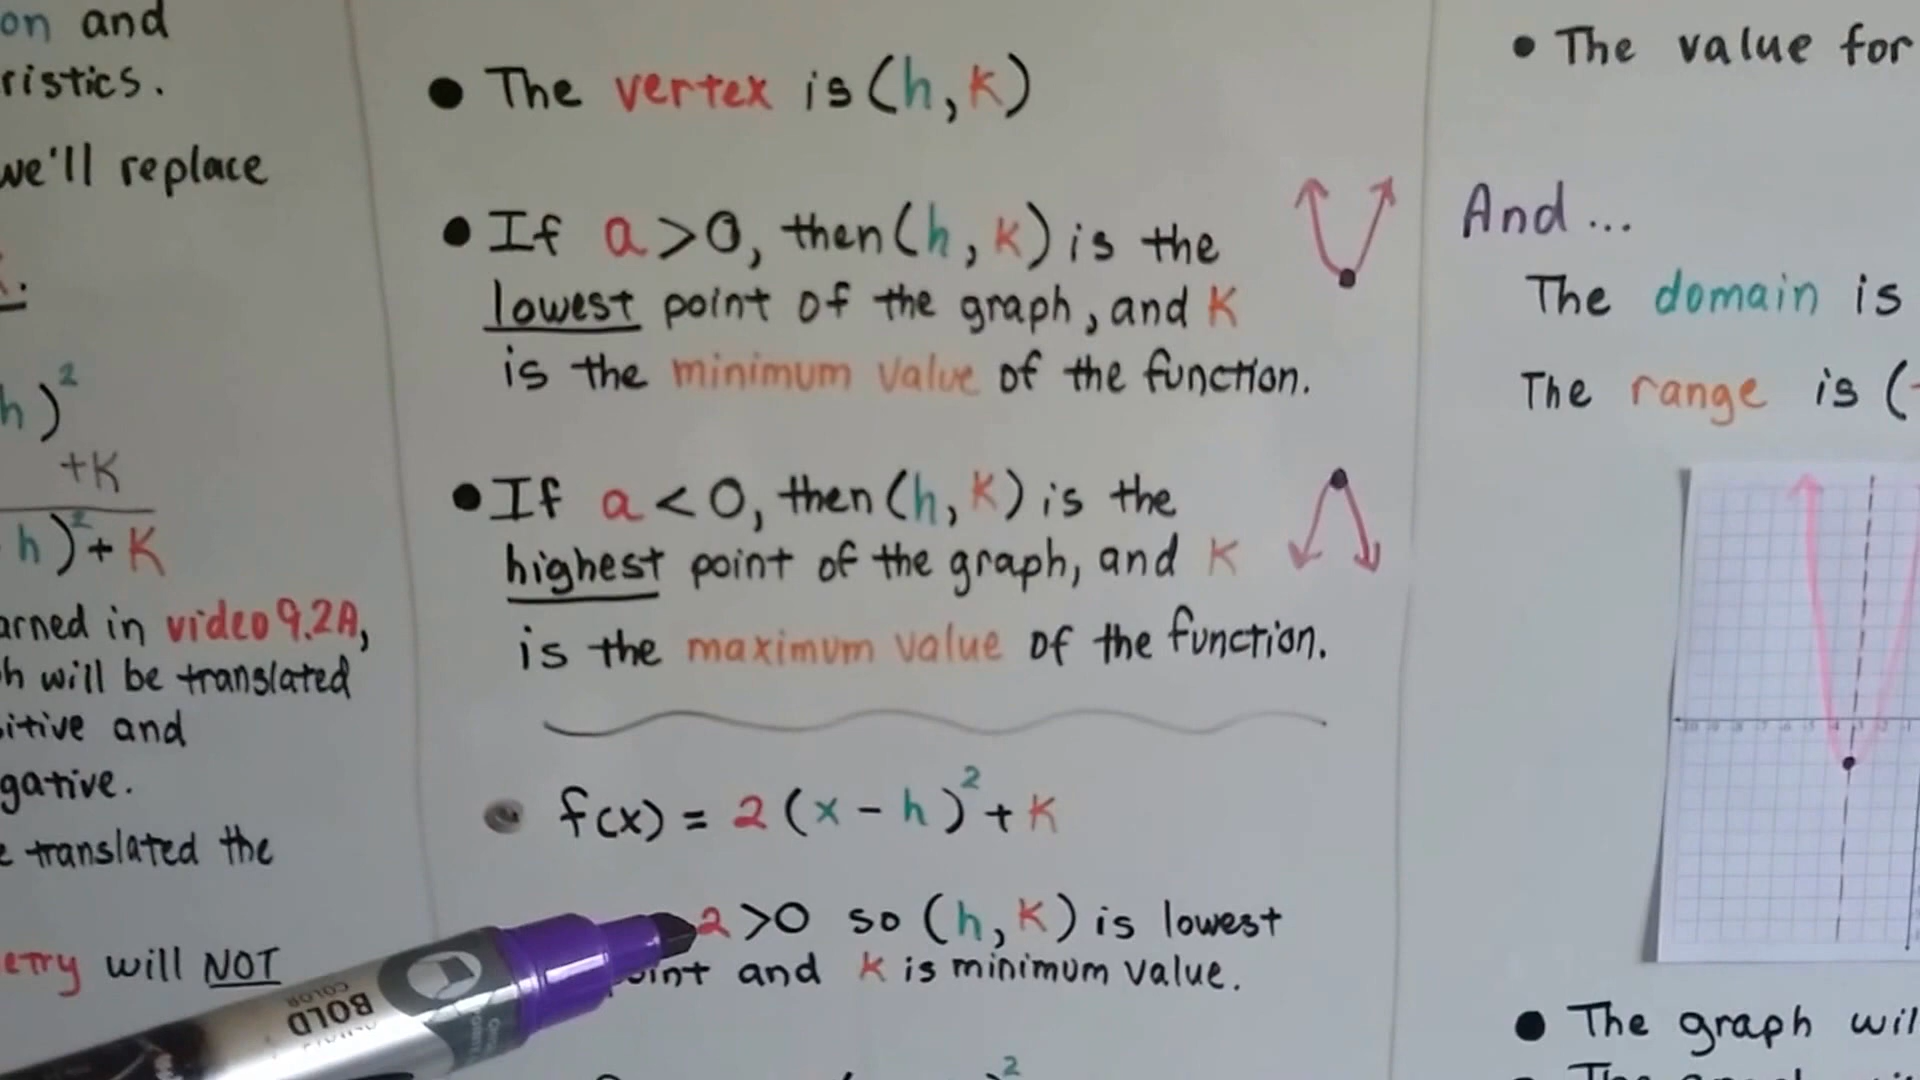 on and
ristics.
we'll replace
h)²
+K
h)²+ K
arned in video 9.2A,
h will be translated
itive and
gative.
e translated the
etry will NOT
• The vertex is (h, K)
• If a > 0, then (h, K) is the
lowest point of the graph, and K
is the minimum value of the function.
• If a < 0, then (h, K) is the
highest point of the graph, and K
is the maximum value of the function.
• f(x) = 2(x - h)² + K
2 > 0 so (h, K) is lowest
oint and K is minimum value.
BOLD
COLOR
2
• The value for
And...
The domain is
The range is (-
• The graph wil